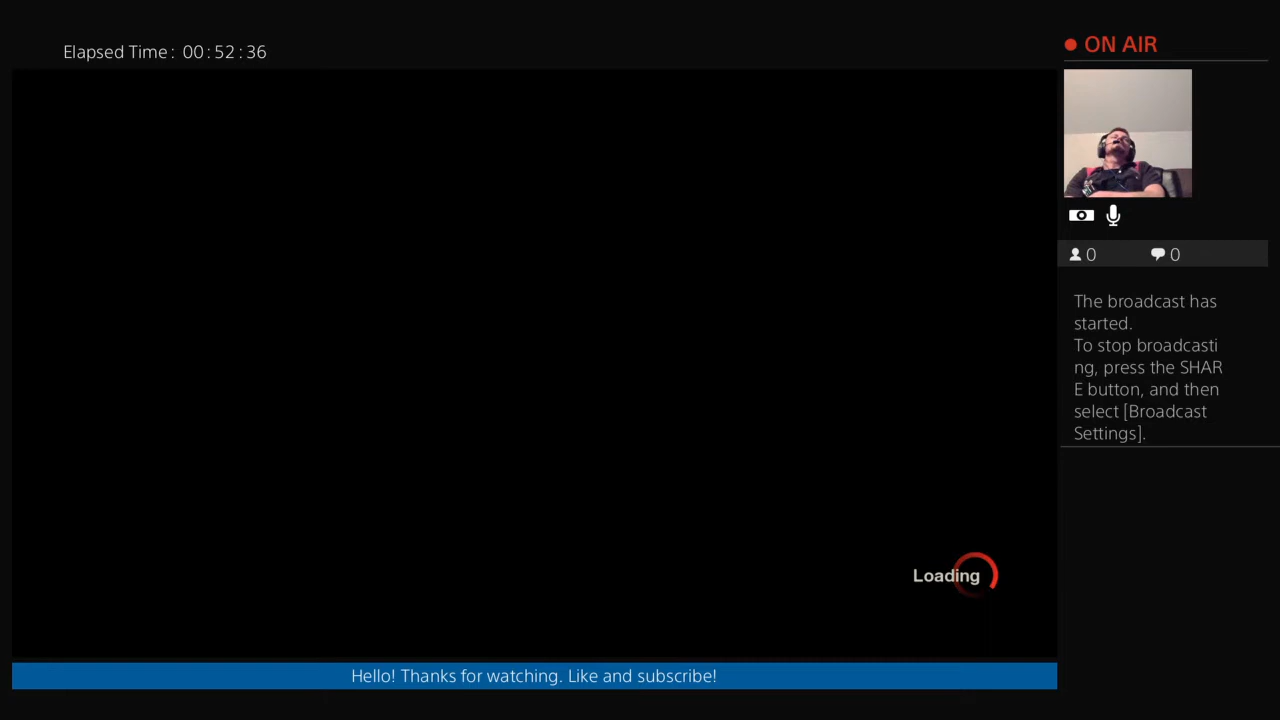 Elapsed Time: 00:52:36
ON AIR
0 0
The broadcast has
started.
To stop broadcasti
ng, press the SHAR
E button, and then
select [Broadcast
Settings].
Loading
Hello! Thanks for watching. Like and subscribe!